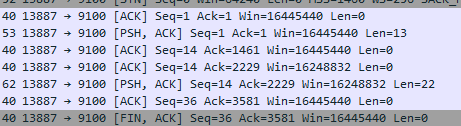 52 13887 → 9100 [SYN] Seq=0 Win=64240 Len=0 MSS=1460 WS=256 SACK_P
40 13887 → 9100 [ACK] Seq=1 Ack=1 Win=16445440 Len=0
53 13887 → 9100 [PSH, ACK] Seq=1 Ack=1 Win=16445440 Len=13
40 13887 → 9100 [ACK] Seq=14 Ack=1461 Win=16445440 Len=0
40 13887 → 9100 [ACK] Seq=14 Ack=2229 Win=16248832 Len=0
62 13887 → 9100 [PSH, ACK] Seq=14 Ack=2229 Win=16248832 Len=22
40 13887 → 9100 [ACK] Seq=36 Ack=3581 Win=16445440 Len=0
40 13887 → 9100 [FIN, ACK] Seq=36 Ack=3581 Win=16445440 Len=0